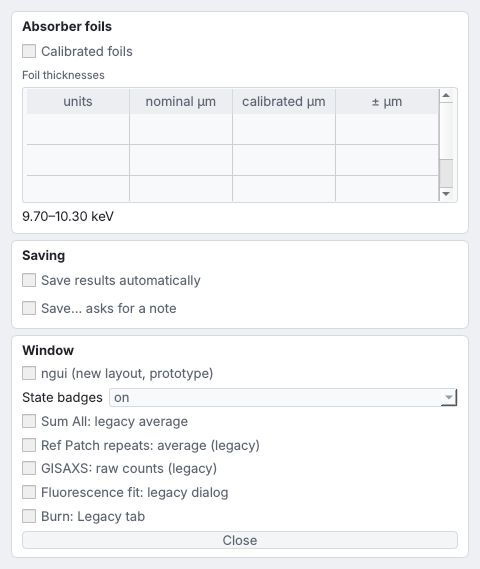 Absorber foils
Calibrated foils
Foil thicknesses
units nominal µm calibrated µm ± µm
9.70–10.30 keV
Saving
Save results automatically
Save... asks for a note
Window
ngui (new layout, prototype)
State badges on
Sum All: legacy average
Ref Patch repeats: average (legacy)
GISAXS: raw counts (legacy)
Fluorescence fit: legacy dialog
Burn: Legacy tab
Close